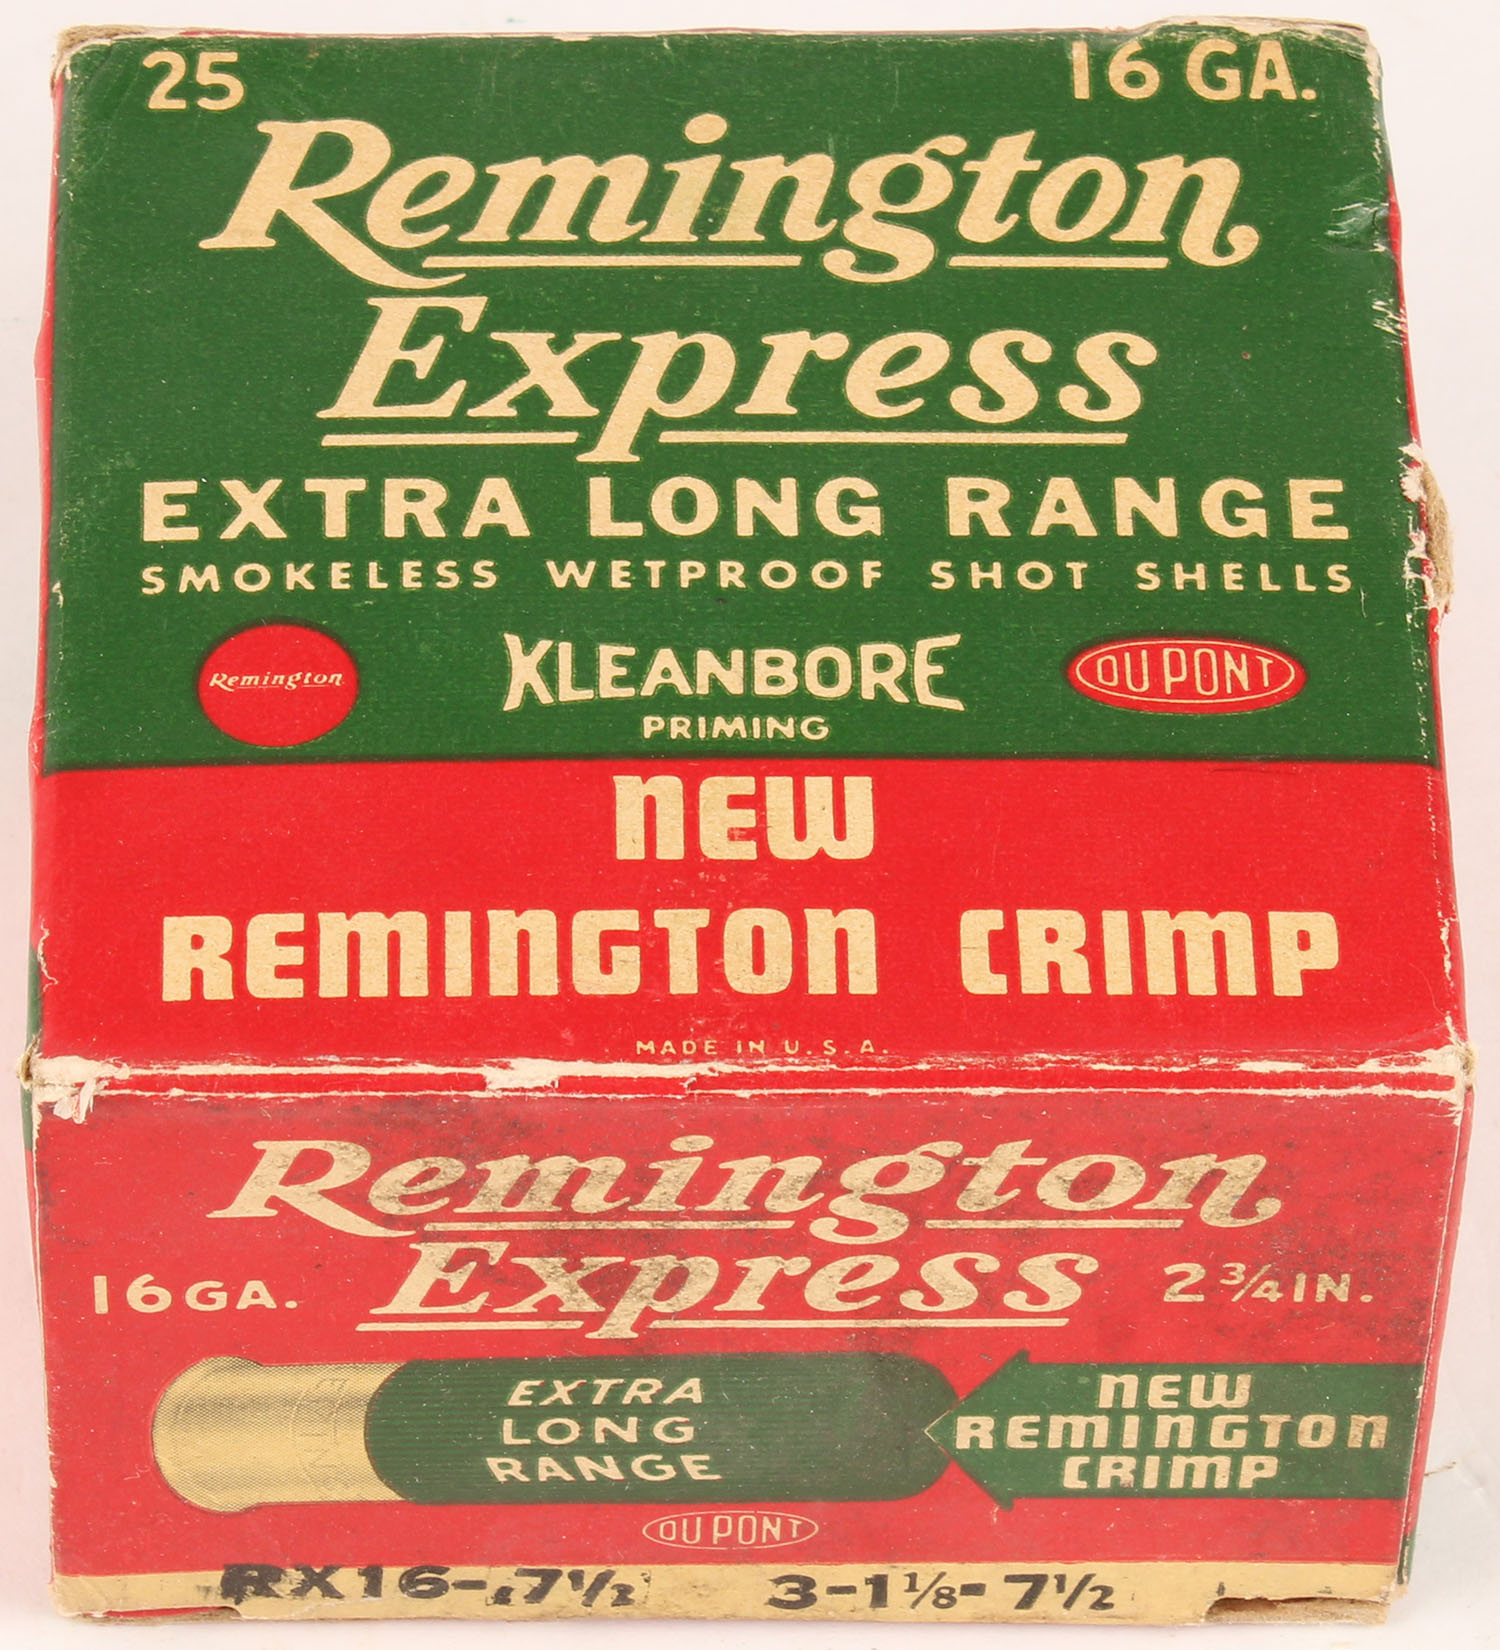 25 16 GA.
Remington
Express
EXTRA LONG RANGE
SMOKELESS WETPROOF SHOT SHELLS
Remington
KLEANBORE
PRIMING
DU PONT
NEW
REMINGTON CRIMP
MADE IN U.S.A.
Remington
Express
16 GA.
2 3/4 IN.
EXTRA
LONG
RANGE
NEW
REMINGTON
CRIMP
DU PONT
RX16-7½ 3-1⅛-7½